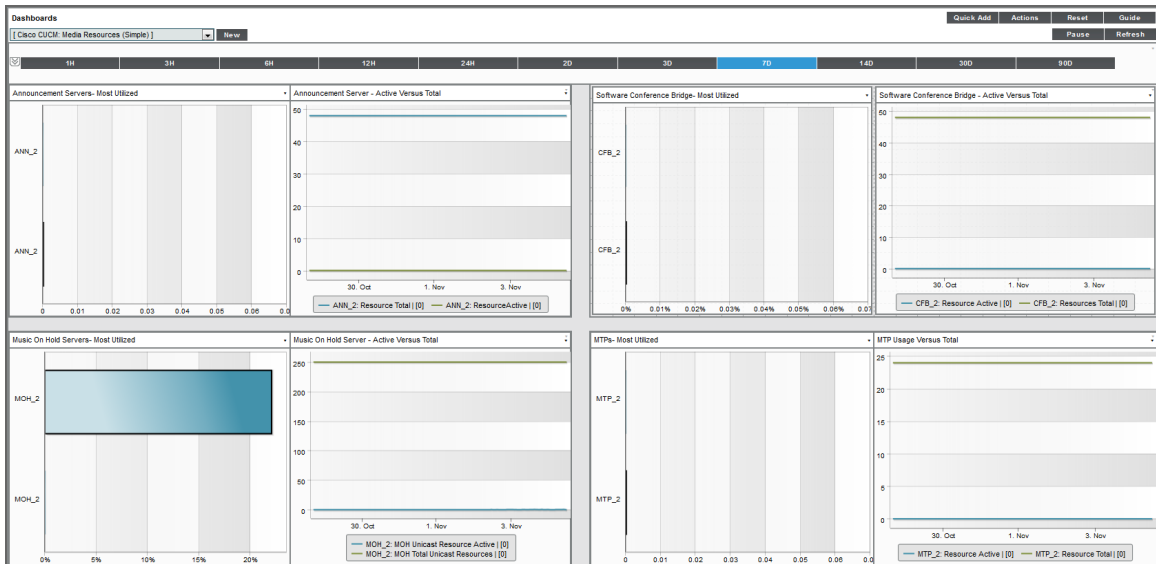 Dashboards
Quick Add Actions Reset Guide
[ Cisco CUCM: Media Resources (Simple) ] New
Pause Refresh
1H 3H 6H 12H 24H 2D 3D 7D 14D 30D 90D
Announcement Servers- Most Utilized
ANN_2
ANN_2
0 0.01 0.02 0.03 0.04 0.05 0.06 0.0
Announcement Server - Active Versus Total
50
40
30
20
10
0
30. Oct 1. Nov 3. Nov
ANN_2: Resource Total | [0] ANN_2: ResourceActive | [0]
Software Conference Bridge- Most Utilized
CFB_2
CFB_2
0% 0.01% 0.02% 0.03% 0.04% 0.05% 0.06% 0.07
Software Conference Bridge - Active Versus Total
50
40
30
20
10
0
30. Oct 1. Nov 3. Nov
CFB_2: Resource Active | [0] CFB_2: Resources Total | [0]
Music On Hold Servers- Most Utilized
MOH_2
MOH_2
0% 5% 10% 15% 20%
Music On Hold Server - Active Versus Total
250
200
150
100
50
0
30. Oct 1. Nov 3. Nov
MOH_2: MOH Unicast Resource Active | [0]
MOH_2: MOH Total Unicast Resources | [0]
MTPs- Most Utilized
MTP_2
MTP_2
0 0.01 0.02 0.03 0.04 0.05 0.06 0.0
MTP Usage Versus Total
25
20
15
10
5
0
30. Oct 1. Nov 3. Nov
MTP_2: Resource Active | [0] MTP_2: Resource Total | [0]